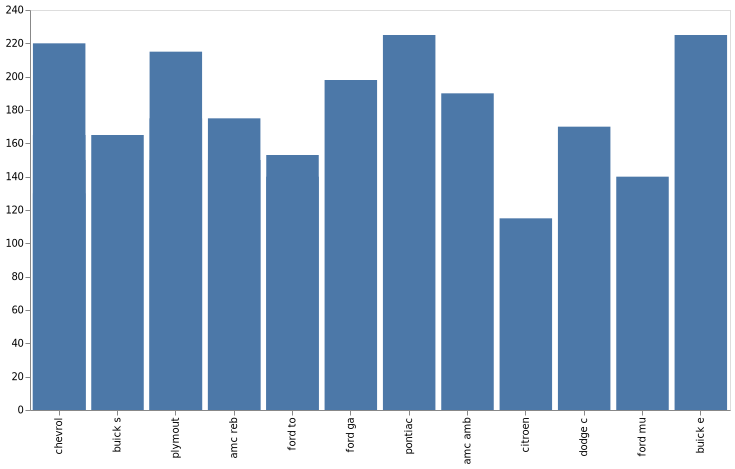 240
220
200
180
160
140
120
100
80
60
40
20
0
chevrol
buick s
plymout
amc reb
ford to
ford ga
pontiac
amc amb
citroen
dodge c
ford mu
buick e